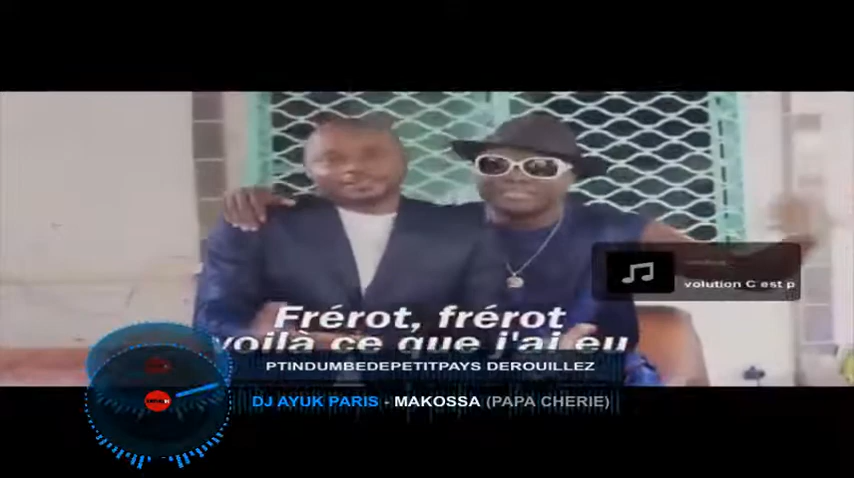 volution C est p
Frérot, frérot
voilà ce que j'ai eu
PTINDUMBEDEPETITPAYS DEROUILLEZ
DJ AYUK PARIS - MAKOSSA (PAPA CHERIE)